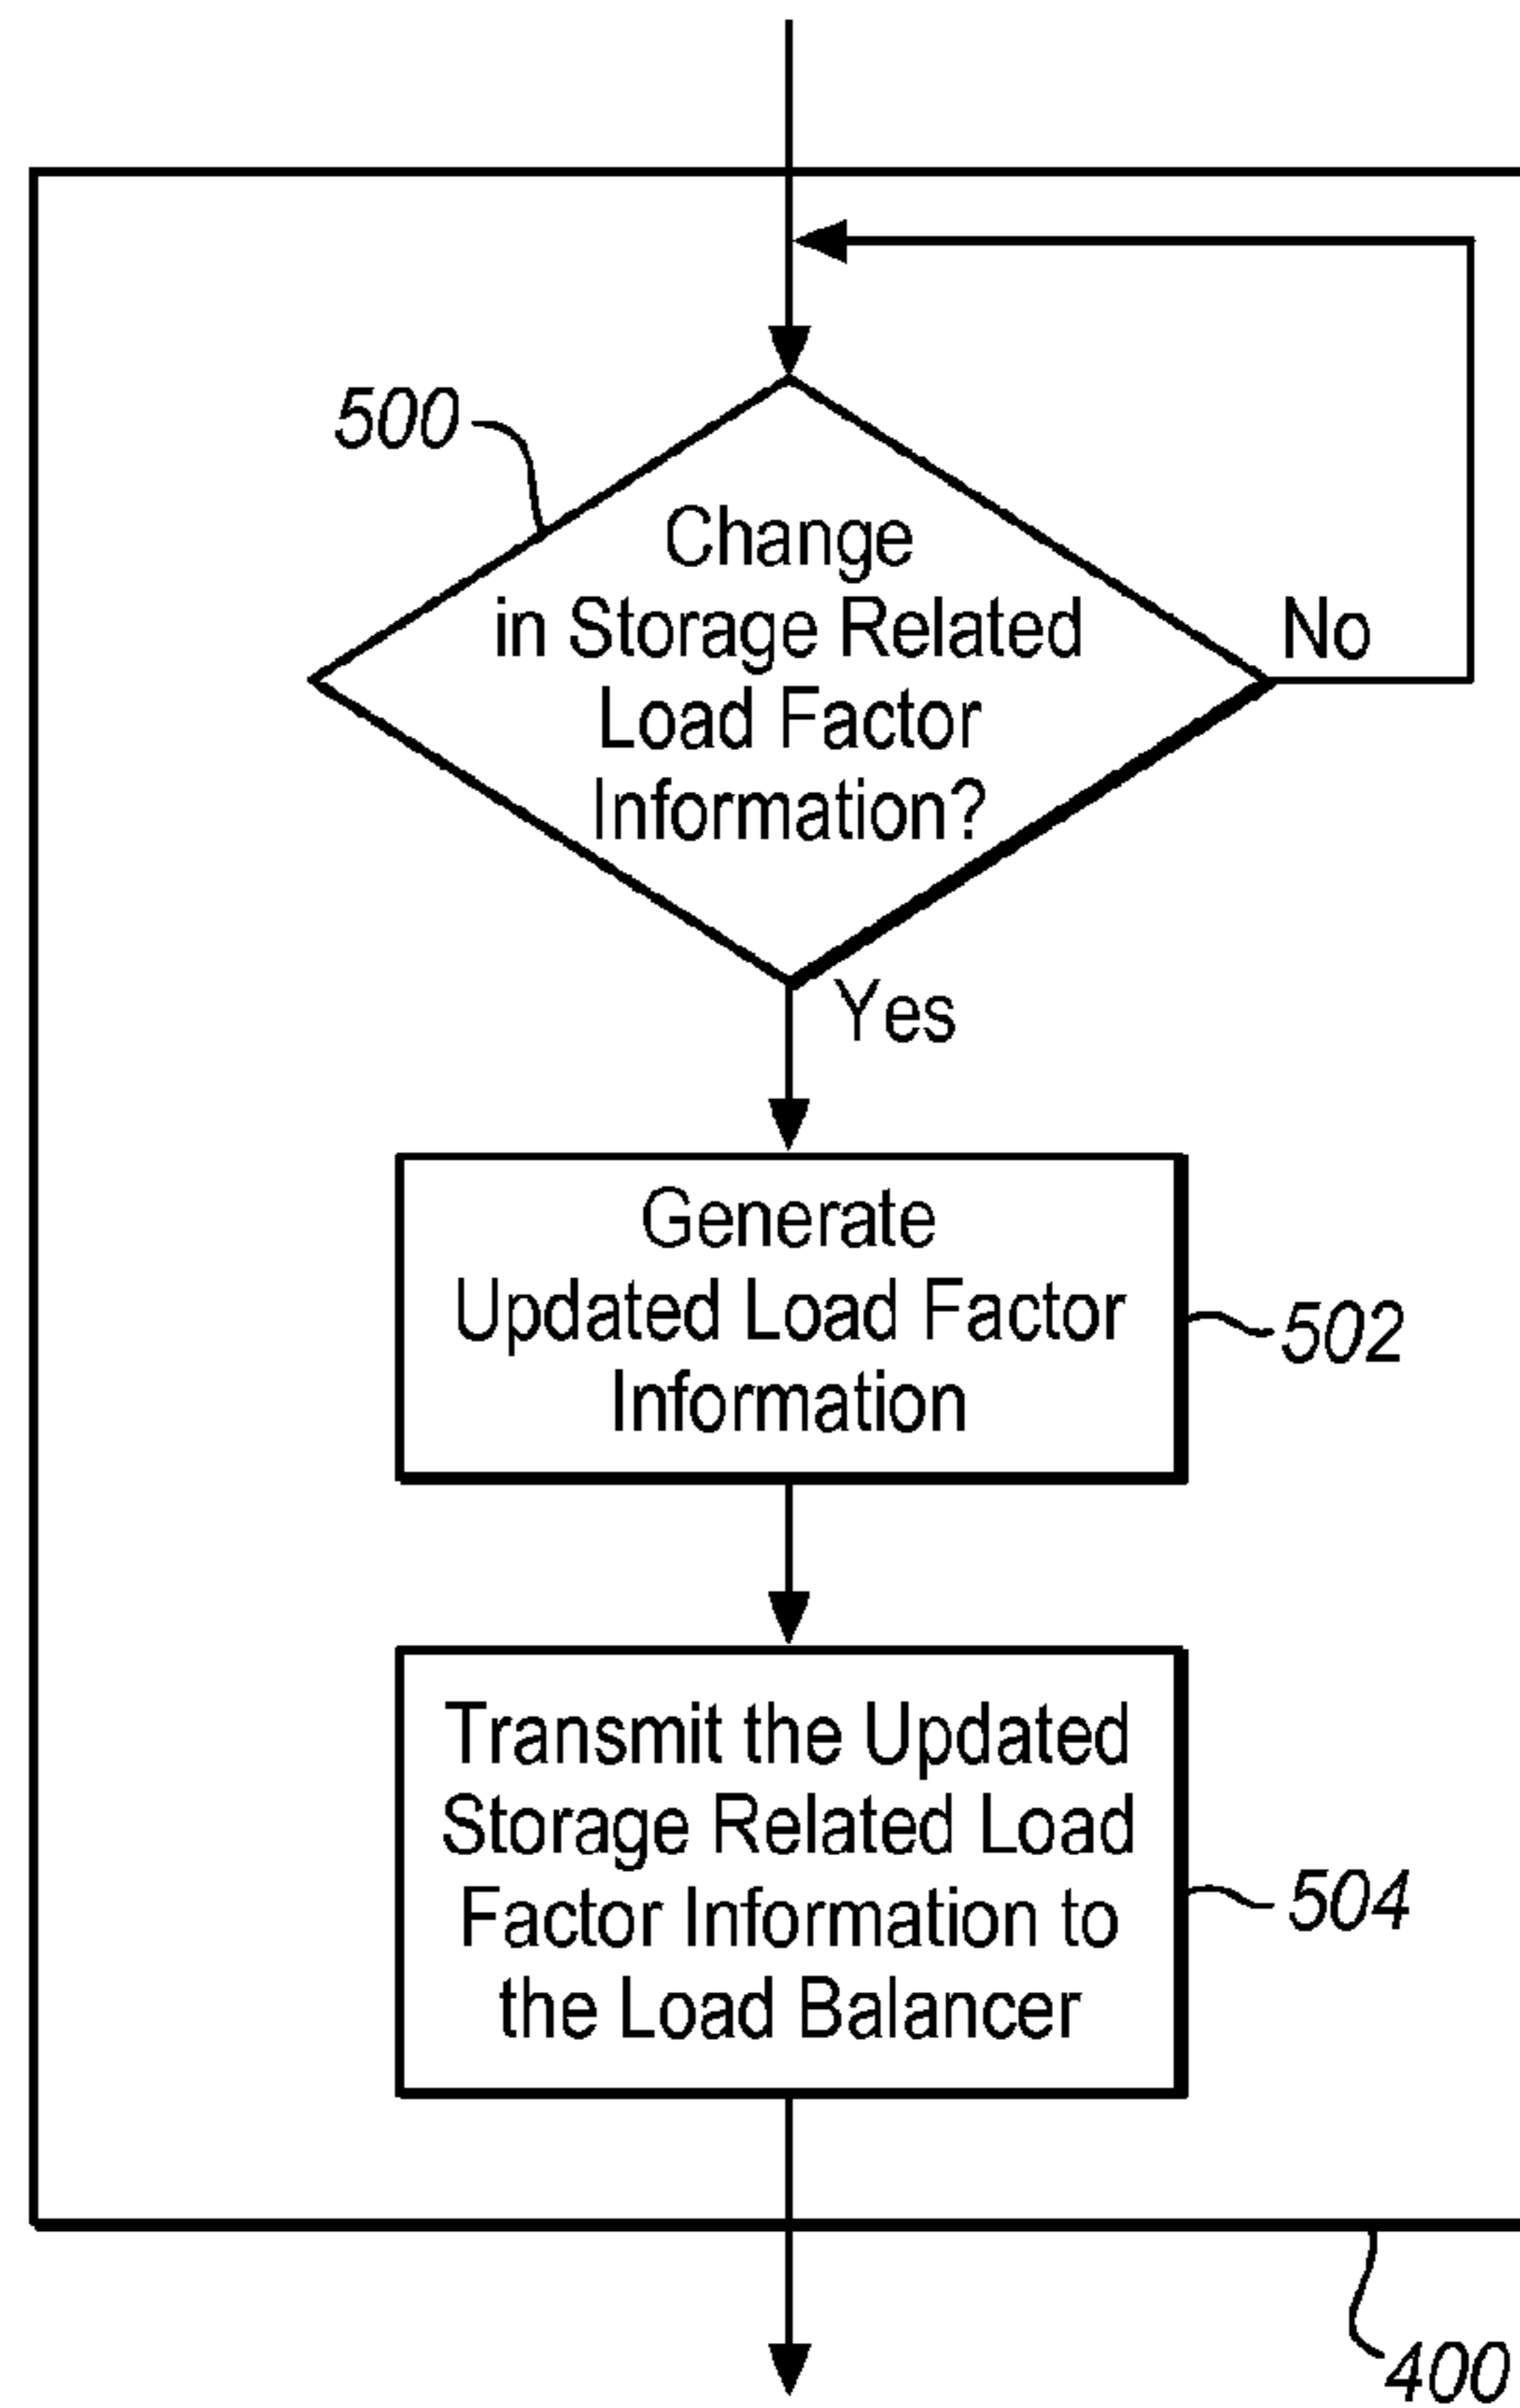 500
Change
in Storage Related
Load Factor
Information?
No
Yes
Generate
Updated Load Factor
Information
502
Transmit the Updated
Storage Related Load
Factor Information to
the Load Balancer
504
400